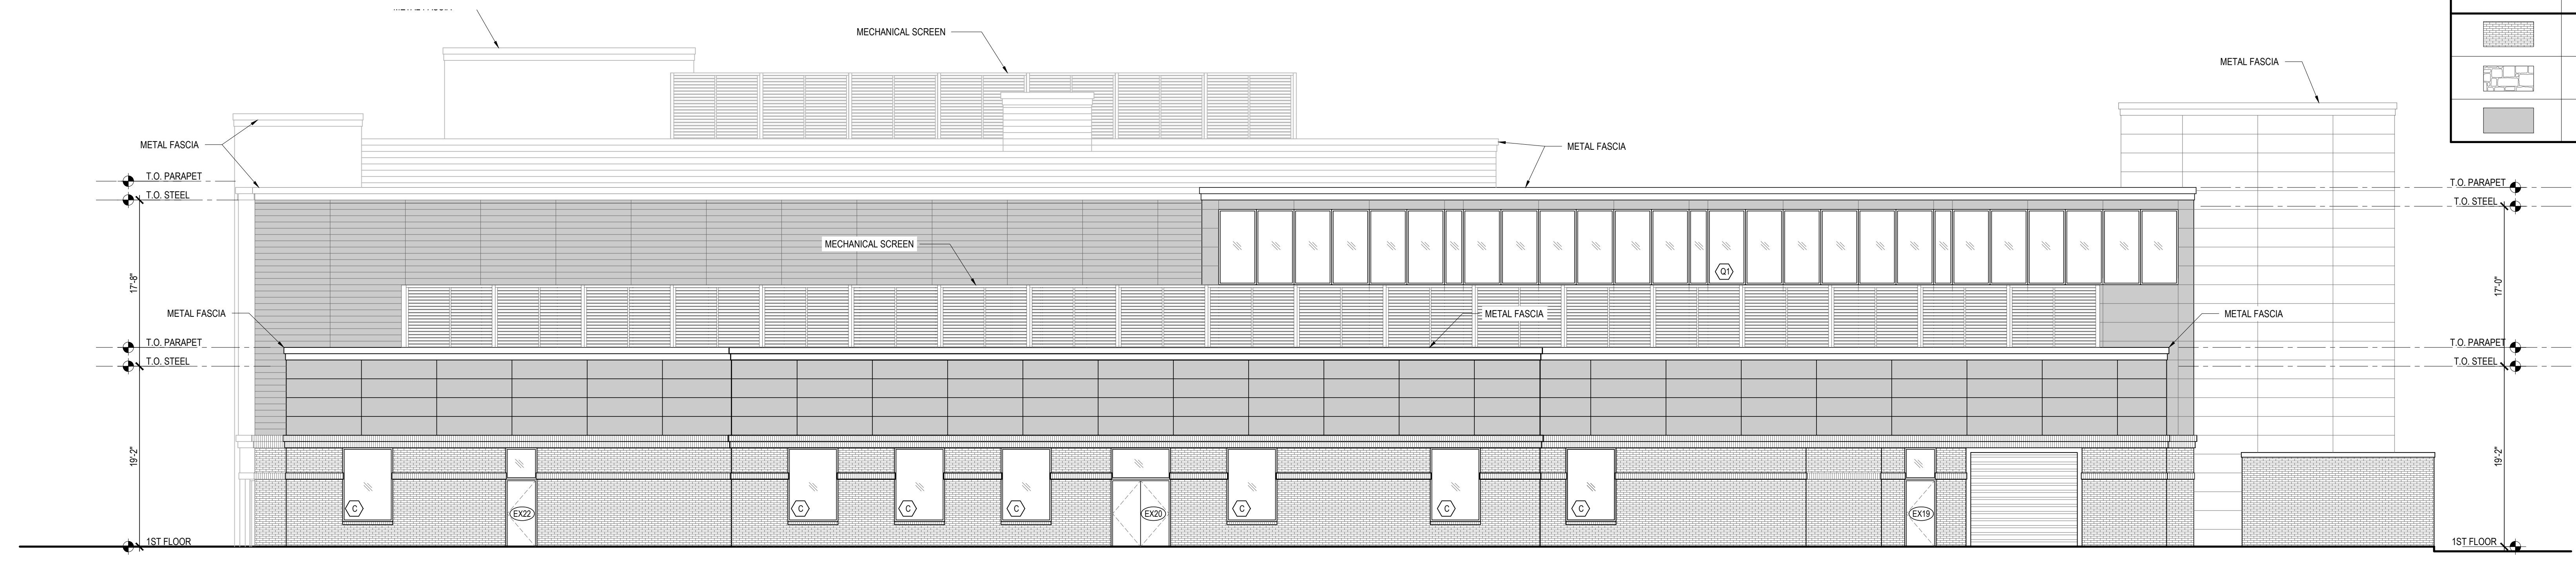 METAL FASCIA
MECHANICAL SCREEN
METAL FASCIA
METAL FASCIA
METAL FASCIA
T.O. PARAPET
T.O. STEEL
T.O. PARAPET
T.O. STEEL
MECHANICAL SCREEN
Q1
17'-8"
17'-0"
METAL FASCIA
METAL FASCIA
METAL FASCIA
T.O. PARAPET
T.O. STEEL
T.O. PARAPET
T.O. STEEL
19'-2"
19'-2"
C
EX22
C
C
C
EX20
C
C
C
EX19
1ST FLOOR
1ST FLOOR